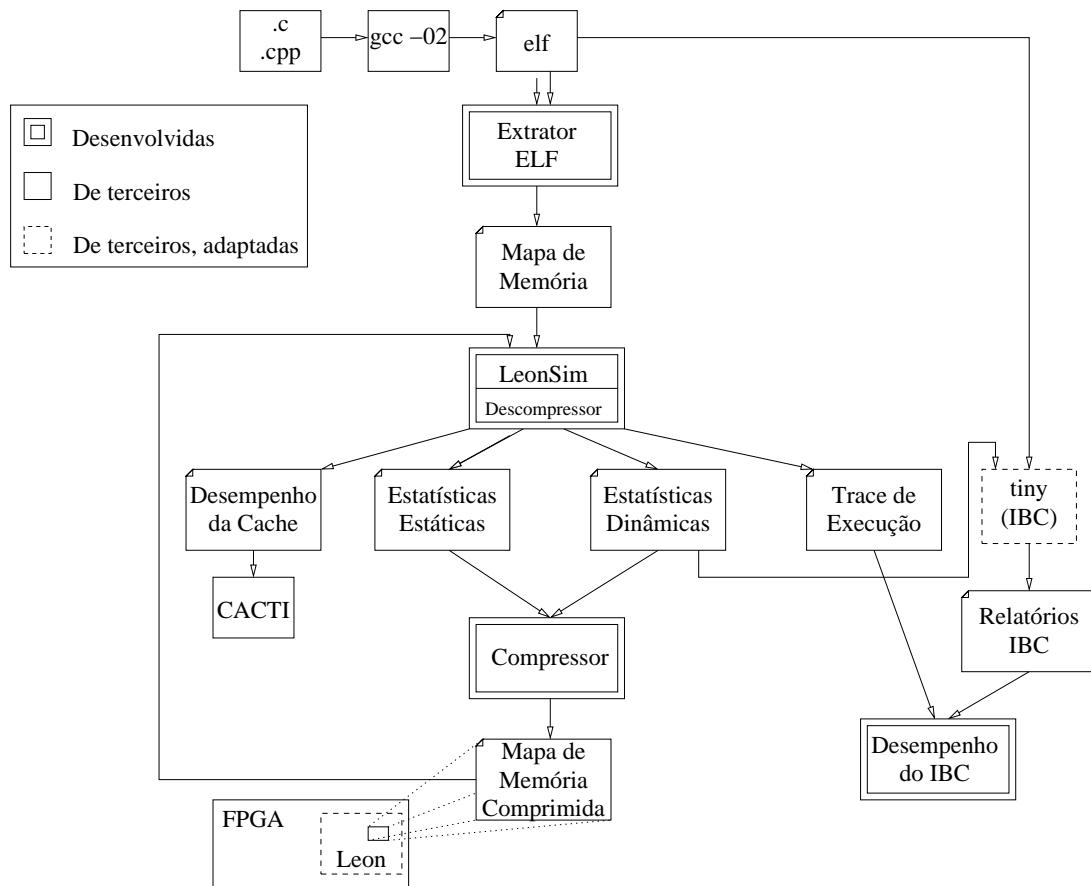 .c
.cpp
gcc –02
elf
Desenvolvidas
De terceiros
De terceiros, adaptadas
Extrator
ELF
Mapa de
Memória
LeonSim
Descompressor
Desempenho
da Cache
Estatísticas
Estáticas
Estatísticas
Dinâmicas
Trace de
Execução
tiny
(IBC)
CACTI
Relatórios
IBC
Compressor
Desempenho
do IBC
Mapa de
Memória
Comprimida
FPGA
Leon